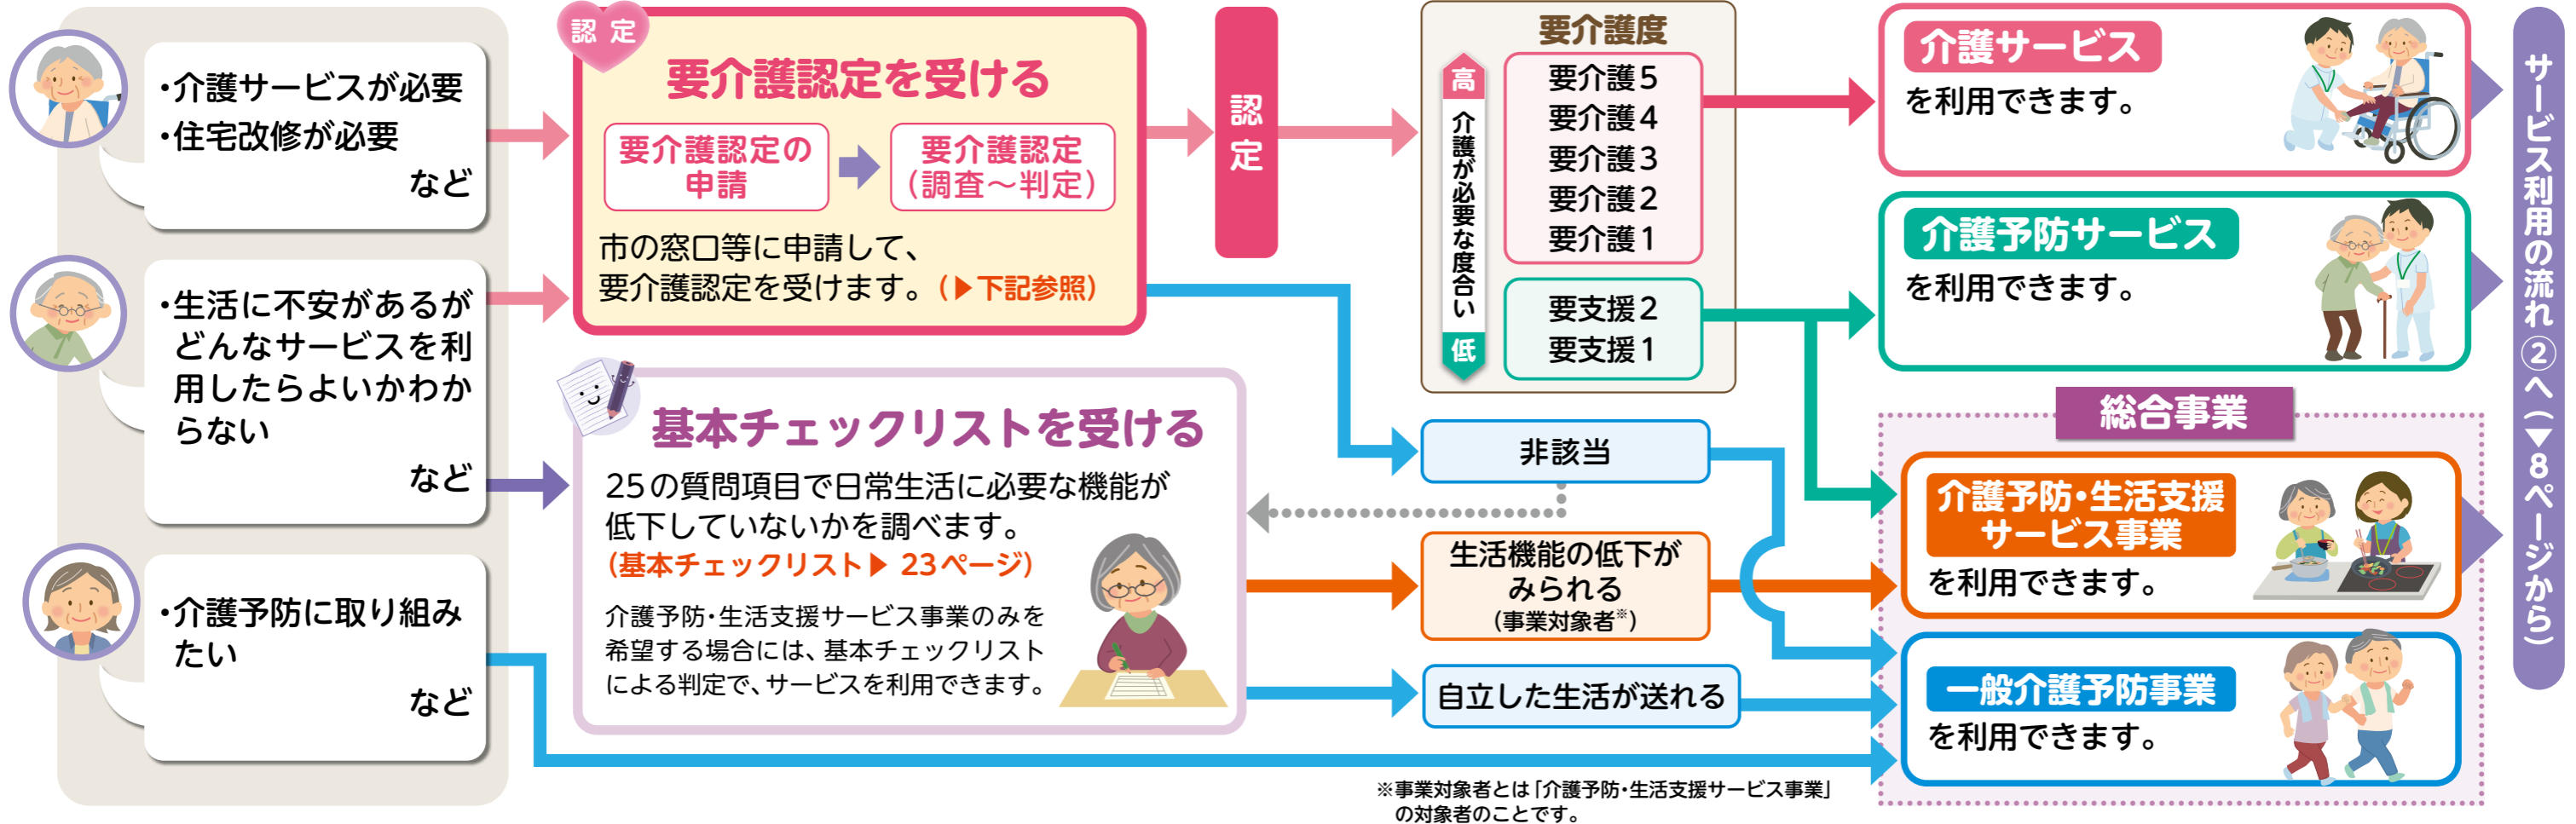 ・介護サービスが必要
・住宅改修が必要
など
・生活に不安があるが
どんなサービスを利
用したらよいかわか
らない
など
・介護予防に取り組み
たい
など
認 定
要介護認定を受ける
要介護認定の
申請
要介護認定
(調査～判定)
市の窓口等に申請して、
要介護認定を受けます。(▶下記参照)
基本チェックリストを受ける
25の質問項目で日常生活に必要な機能が
低下していないかを調べます。
(基本チェックリスト▶ 23ページ)
介護予防・生活支援サービス事業のみを
希望する場合には、基本チェックリスト
による判定で、サービスを利用できます。
認定
要介護度
高
介護が必要な度合い
低
要介護5
要介護4
要介護3
要介護2
要介護1
要支援2
要支援1
非該当
生活機能の低下が
みられる
(事業対象者※)
自立した生活が送れる
※事業対象者とは「介護予防・生活支援サービス事業」
の対象者のことです。
介護サービス
を利用できます。
介護予防サービス
を利用できます。
総合事業
介護予防・生活支援
サービス事業
を利用できます。
一般介護予防事業
を利用できます。
サービス利用の流れ②へ(▼8ページから)